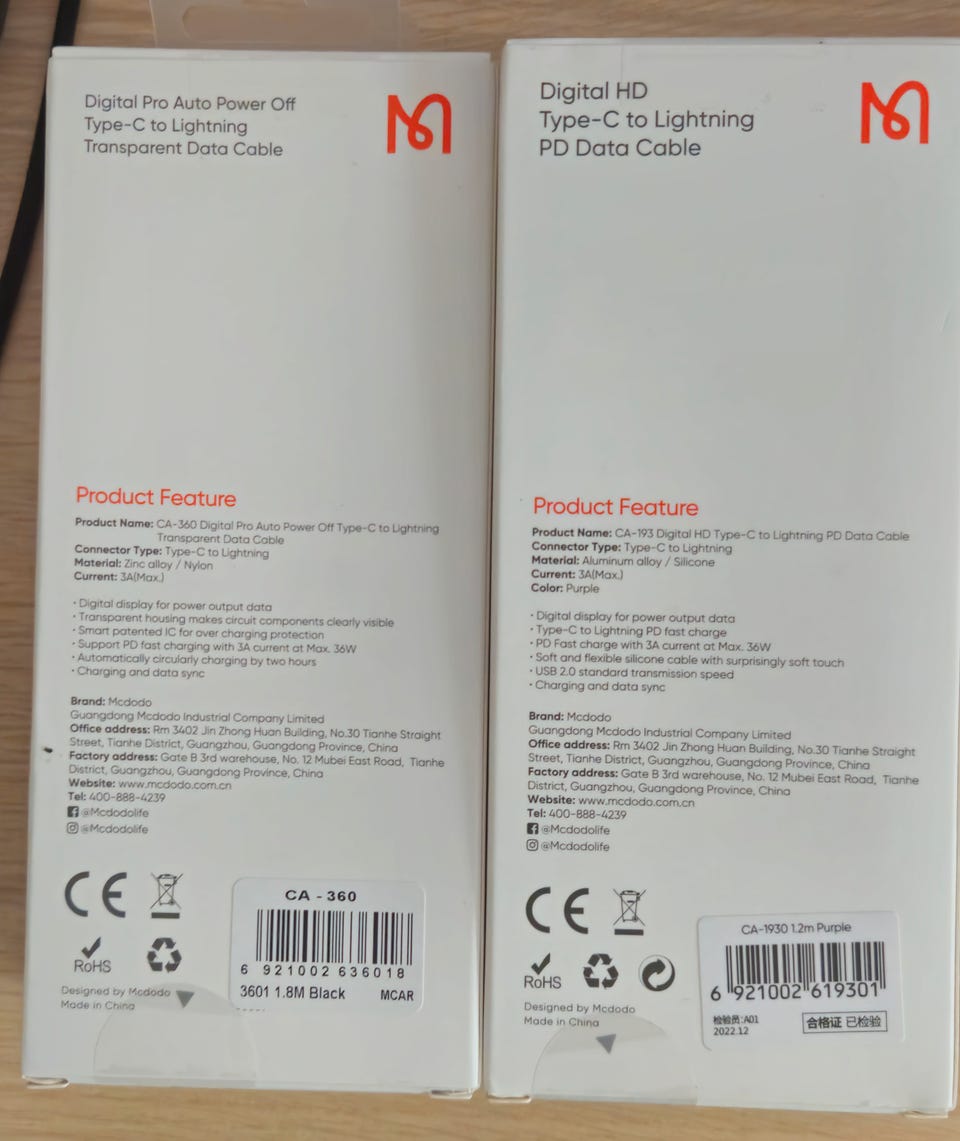 Digital Pro Auto Power Off
Type-C to Lightning
Transparent Data Cable
Product Feature
Product Name: CA-360 Digital Pro Auto Power Off Type-C to Lightning
Transparent Data Cable
Connector Type: Type-C to Lightning
Material: Zinc alloy / Nylon
Current: 3A(Max.)
· Digital display for power output data
· Transparent housing makes circuit components clearly visible
· Smart patented IC for over charging protection
· Support PD fast charging with 3A current at Max. 36W
· Automatically circularly charging by two hours
· Charging and data sync
Brand: Mcdodo
Guangdong Mcdodo Industrial Company Limited
Office address: Rm 3402 Jin Zhong Huan Building, No.30 Tianhe Straight
Street, Tianhe District, Guangzhou, Guangdong Province, China
Factory address: Gate B 3rd warehouse, No. 12 Mubei East Road, Tianhe
District, Guangzhou, Guangdong Province, China
Website: www.mcdodo.com.cn
Tel: 400-888-4239
@Mcdodolife
@Mcdodolife
CE
RoHS
Designed by Mcdodo
Made in China
CA - 360
6 921002 636018
3601 1.8M Black MCAR
Digital HD
Type-C to Lightning
PD Data Cable
Product Feature
Product Name: CA-193 Digital HD Type-C to Lightning PD Data Cable
Connector Type: Type-C to Lightning
Material: Aluminum alloy / Silicone
Current: 3A(Max.)
Color: Purple
· Digital display for power output data
· Type-C to Lightning PD fast charge
· PD Fast charge with 3A current at Max. 36W
· Soft and flexible silicone cable with surprisingly soft touch
· USB 2.0 standard transmission speed
· Charging and data sync
Brand: Mcdodo
Guangdong Mcdodo Industrial Company Limited
Office address: Rm 3402 Jin Zhong Huan Building, No.30 Tianhe Straight
Street, Tianhe District, Guangzhou, Guangdong Province, China
Factory address: Gate B 3rd warehouse, No. 12 Mubei East Road, Tianhe
District, Guangzhou, Guangdong Province, China
Website: www.mcdodo.com.cn
Tel: 400-888-4239
@Mcdodolife
@Mcdodolife
CE
RoHS
Designed by Mcdodo
Made in China
CA-1930 1.2m Purple
6 921002 619301
检验员:A01
2022.12
合格证 已检验